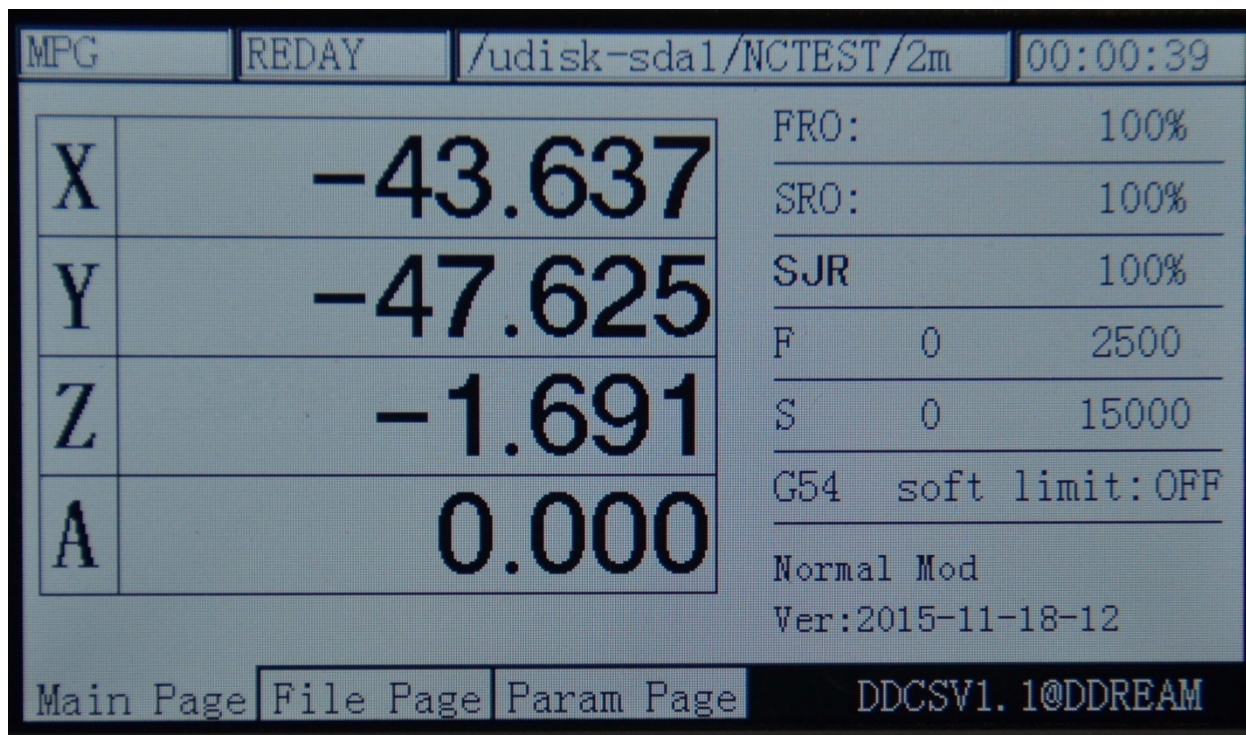 MPG REDAY /udisk-sda1/NCTEST/2m 00:00:39
X -43.637
Y -47.625
Z -1.691
A 0.000
FRO: 100%
SRO: 100%
SJR 100%
F 0 2500
S 0 15000
G54 soft limit:OFF
Normal Mod
Ver:2015-11-18-12
Main Page File Page Param Page DDCSV1.1@DDREAM